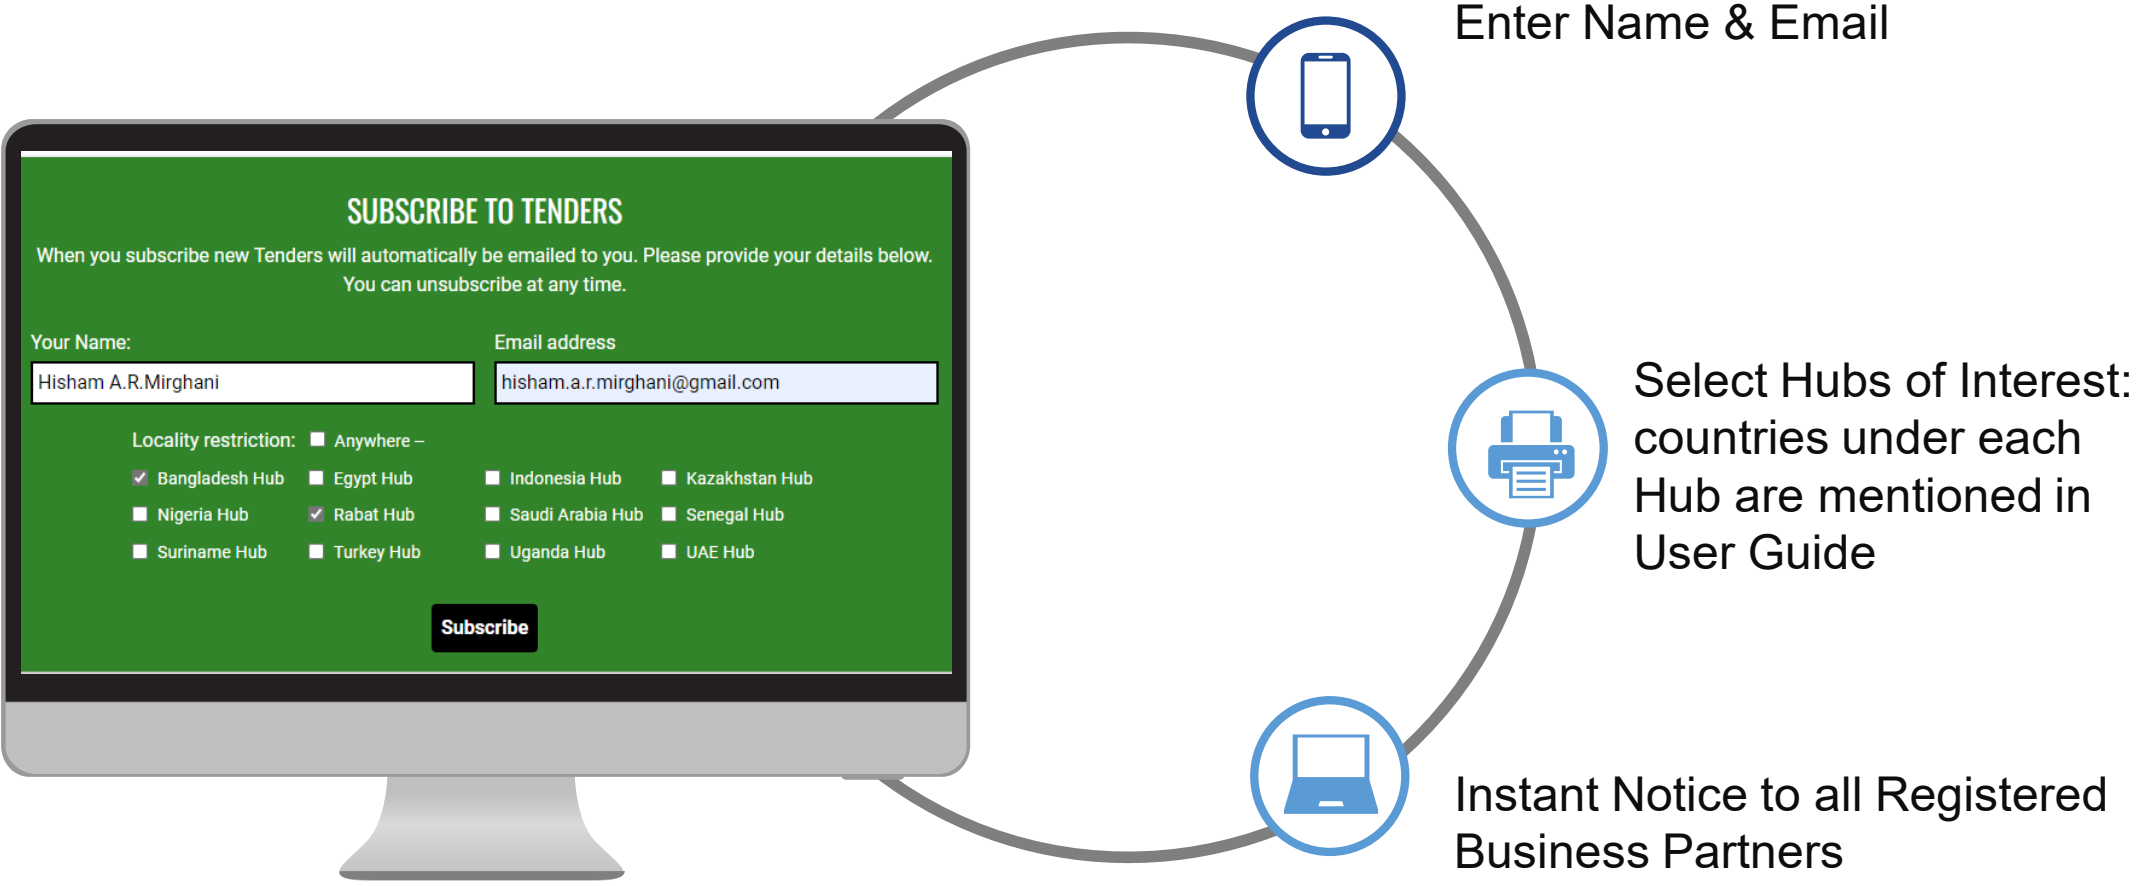 Enter Name & Email
SUBSCRIBE TO TENDERS
When you subscribe new Tenders will automatically be emailed to you. Please provide your details below.
You can unsubscribe at any time.
Your Name:
Email address
Hisham A.R.Mirghani
hisham.a.r.mirghani@gmail.com
Locality restriction: Anywhere –
Bangladesh Hub Egypt Hub Indonesia Hub Kazakhstan Hub
Nigeria Hub Rabat Hub Saudi Arabia Hub Senegal Hub
Suriname Hub Turkey Hub Uganda Hub UAE Hub
Subscribe
Select Hubs of Interest:
countries under each
Hub are mentioned in
User Guide
Instant Notice to all Registered
Business Partners